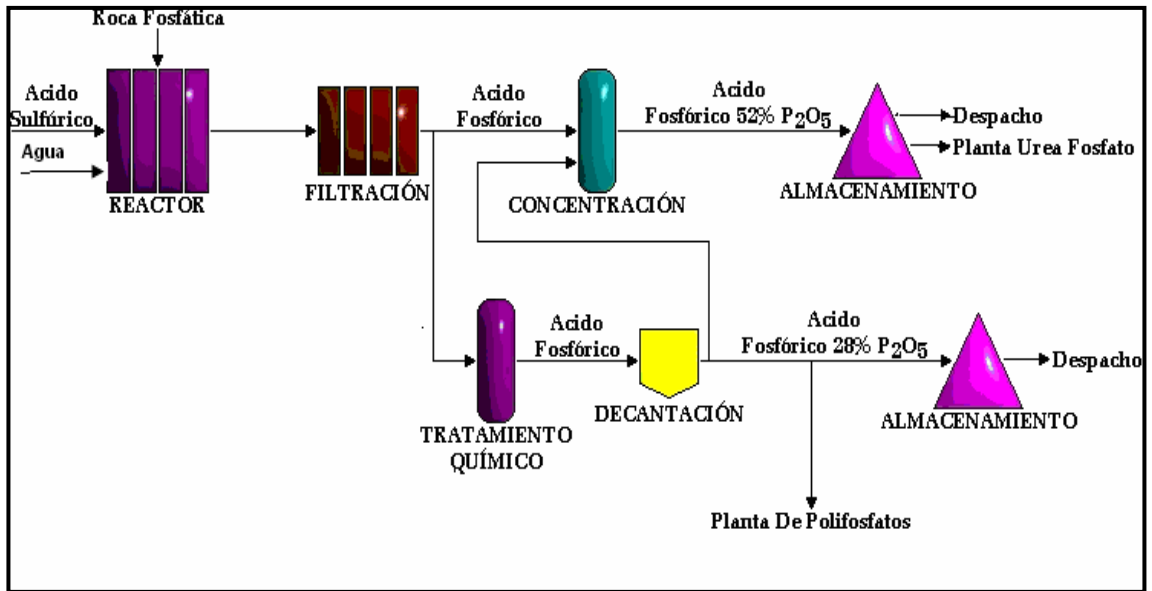 Roca Fosfática
Acido
Sulfúrico
Agua
REACTOR
FILTRACIÓN
Acido
Fosfórico
CONCENTRACIÓN
Acido
Fosfórico 52% P2O5
Despacho
Planta Urea Fosfato
ALMACENAMIENTO
TRATAMIENTO
QUÍMICO
Acido
Fosfórico
DECANTACIÓN
Acido
Fosfórico 28% P2O5
Despacho
ALMACENAMIENTO
Planta De Polifosfatos